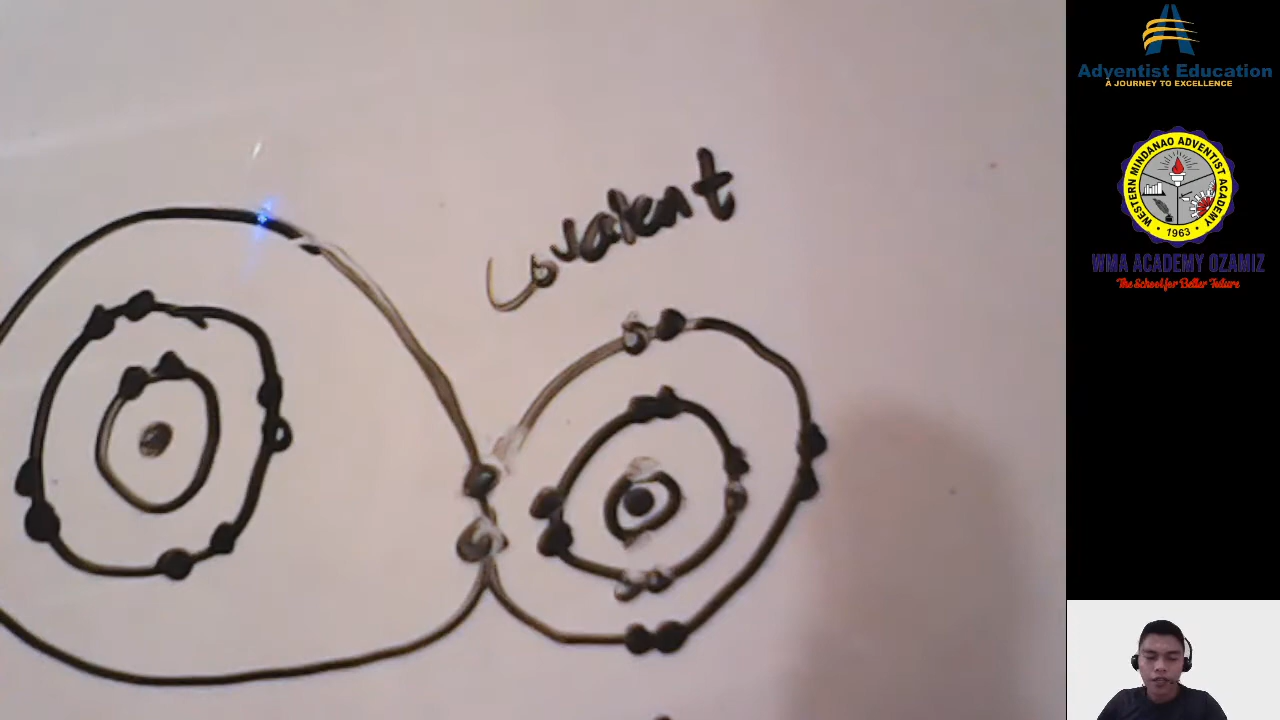 Covalent
Adventist Education
A JOURNEY TO EXCELLENCE
WESTERN MINDANAO ADVENTIST ACADEMY
• 1963 •
WMA ACADEMY OZAMIZ
The School for Better Future